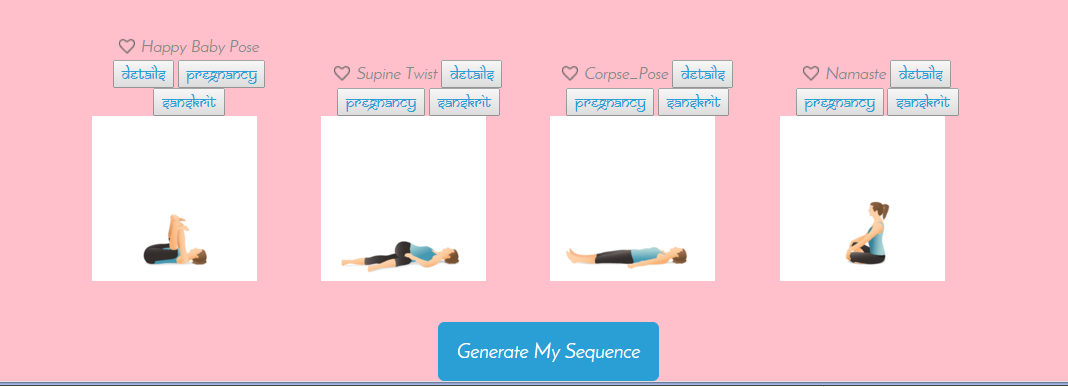 Happy Baby Pose
details pregnancy
sanskrit
Supine Twist details
pregnancy sanskrit
Corpse_Pose details
pregnancy sanskrit
Namaste details
pregnancy sanskrit
Generate My Sequence